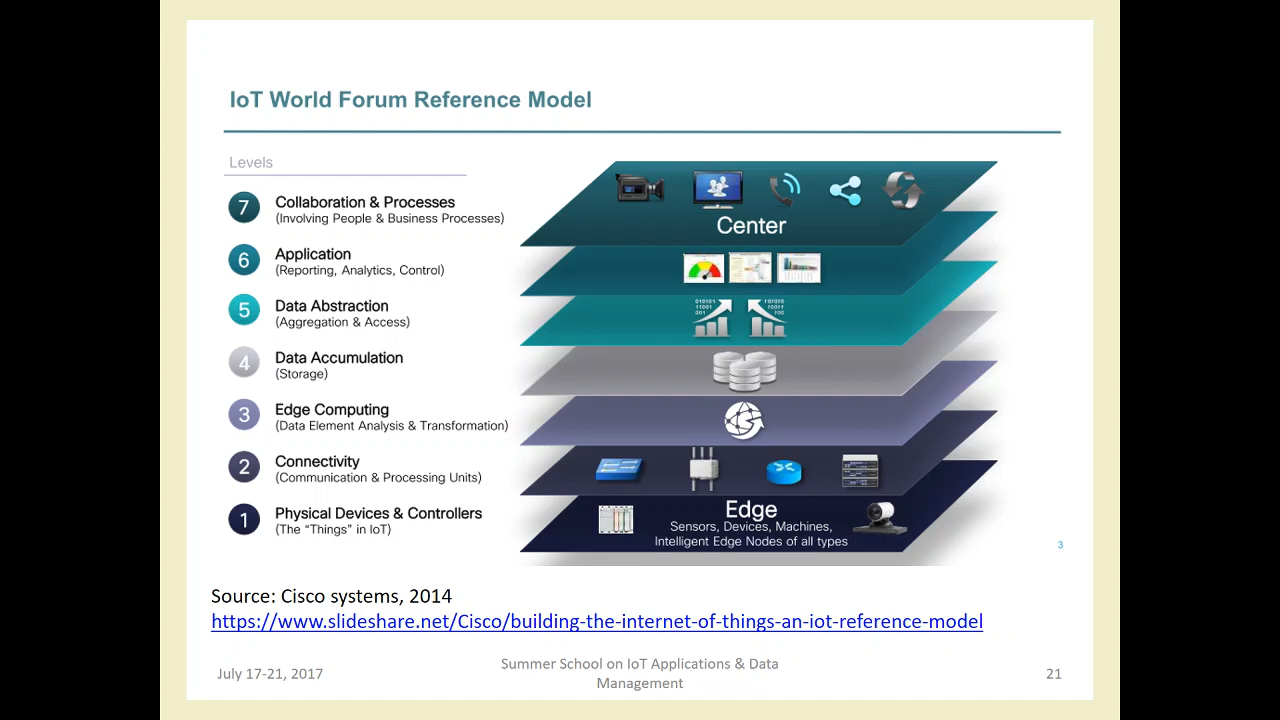 IoT World Forum Reference Model
Levels
7
Collaboration & Processes
(Involving People & Business Processes)
6
Application
(Reporting, Analytics, Control)
5
Data Abstraction
(Aggregation & Access)
4
Data Accumulation
(Storage)
3
Edge Computing
(Data Element Analysis & Transformation)
2
Connectivity
(Communication & Processing Units)
1
Physical Devices & Controllers
(The “Things” in IoT)
Center
010101
11001
001
Edge
Sensors, Devices, Machines,
Intelligent Edge Nodes of all types
3
Source: Cisco systems, 2014
https://www.slideshare.net/Cisco/building-the-internet-of-things-an-iot-reference-model
July 17-21, 2017
Summer School on IoT Applications & Data
Management
21